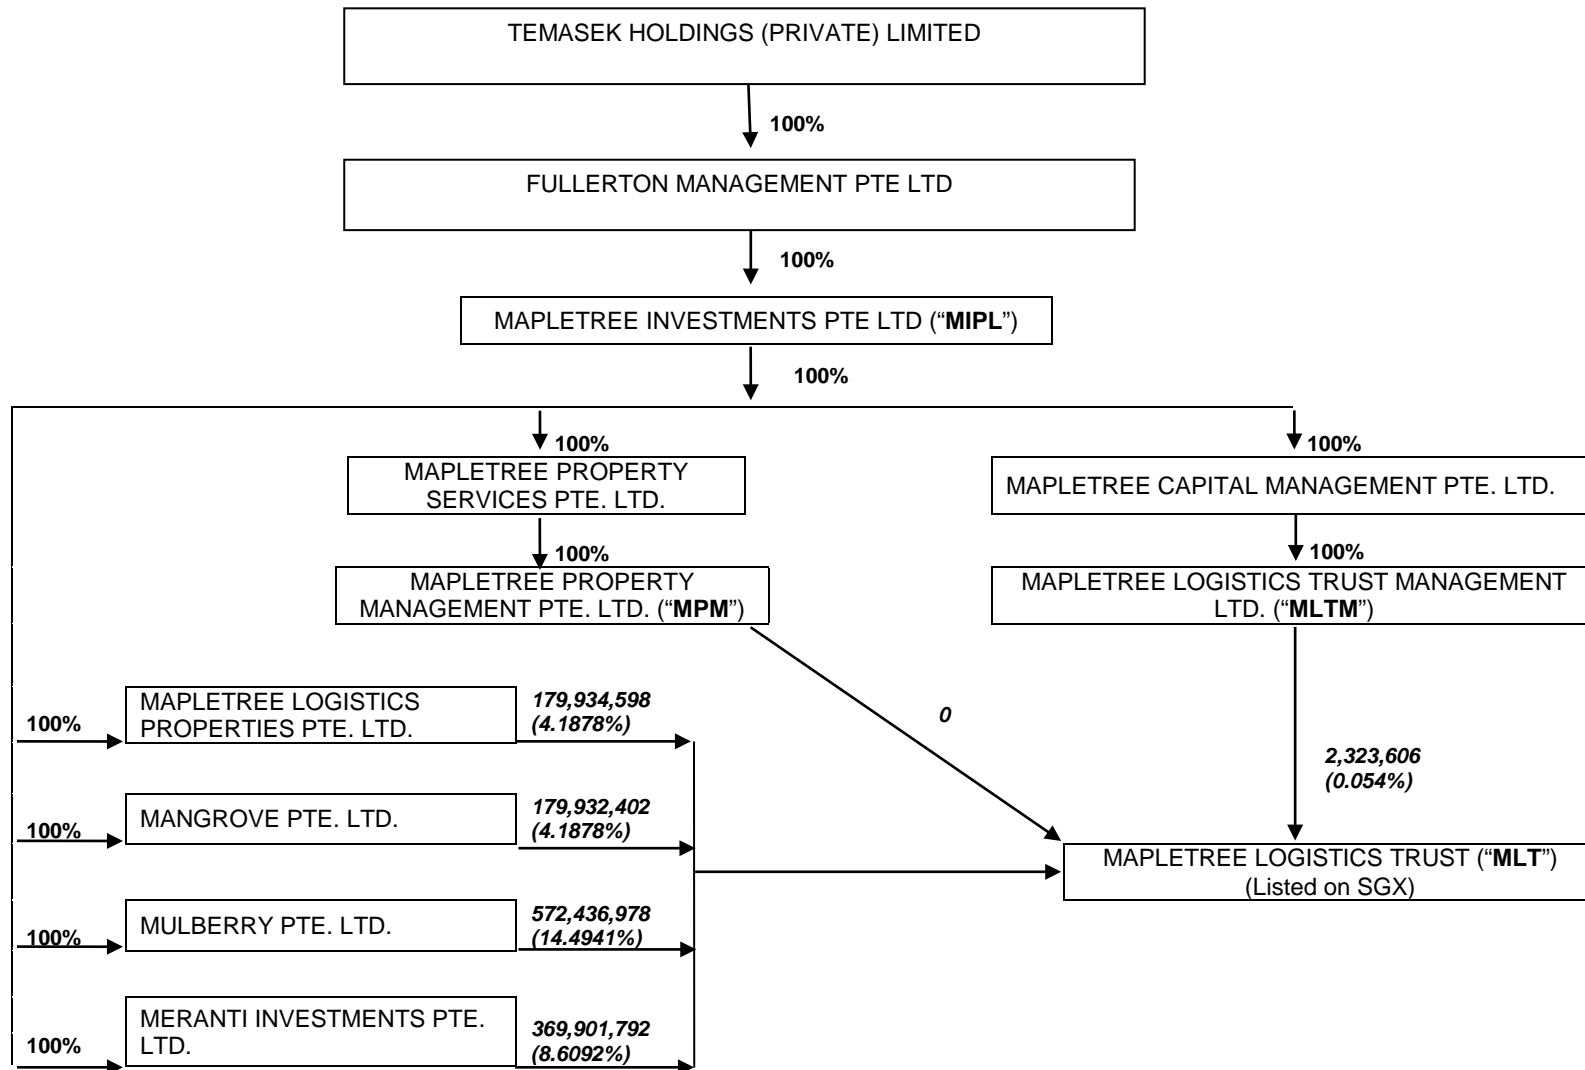 TEMASEK HOLDINGS (PRIVATE) LIMITED
100%
FULLERTON MANAGEMENT PTE LTD
100%
MAPLETREE INVESTMENTS PTE LTD (“MIPL”)
100%
100%
100%
MAPLETREE PROPERTY
SERVICES PTE. LTD.
MAPLETREE CAPITAL MANAGEMENT PTE. LTD.
100%
100%
MAPLETREE PROPERTY
MANAGEMENT PTE. LTD. (“MPM”)
MAPLETREE LOGISTICS TRUST MANAGEMENT
LTD. (“MLTM”)
100%
MAPLETREE LOGISTICS
PROPERTIES PTE. LTD.
179,934,598
(4.1878%)
0
2,323,606
(0.054%)
100%
MANGROVE PTE. LTD.
179,932,402
(4.1878%)
MAPLETREE LOGISTICS TRUST (“MLT”)
(Listed on SGX)
100%
MULBERRY PTE. LTD.
572,436,978
(14.4941%)
100%
MERANTI INVESTMENTS PTE.
LTD.
369,901,792
(8.6092%)